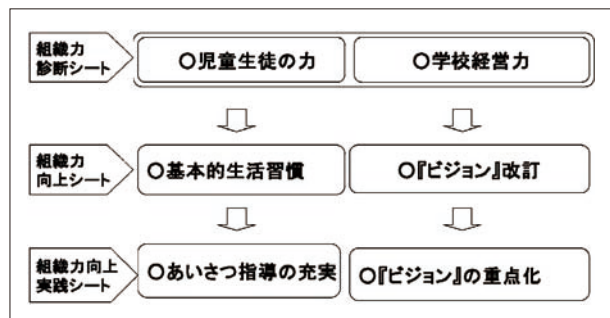 組織力
診断シート
○児童生徒の力
○学校経営力
組織力
向上シート
○基本的生活習慣
○『ビジョン』改訂
組織力向上
実践シート
○あいさつ指導の充実
○『ビジョン』の重点化